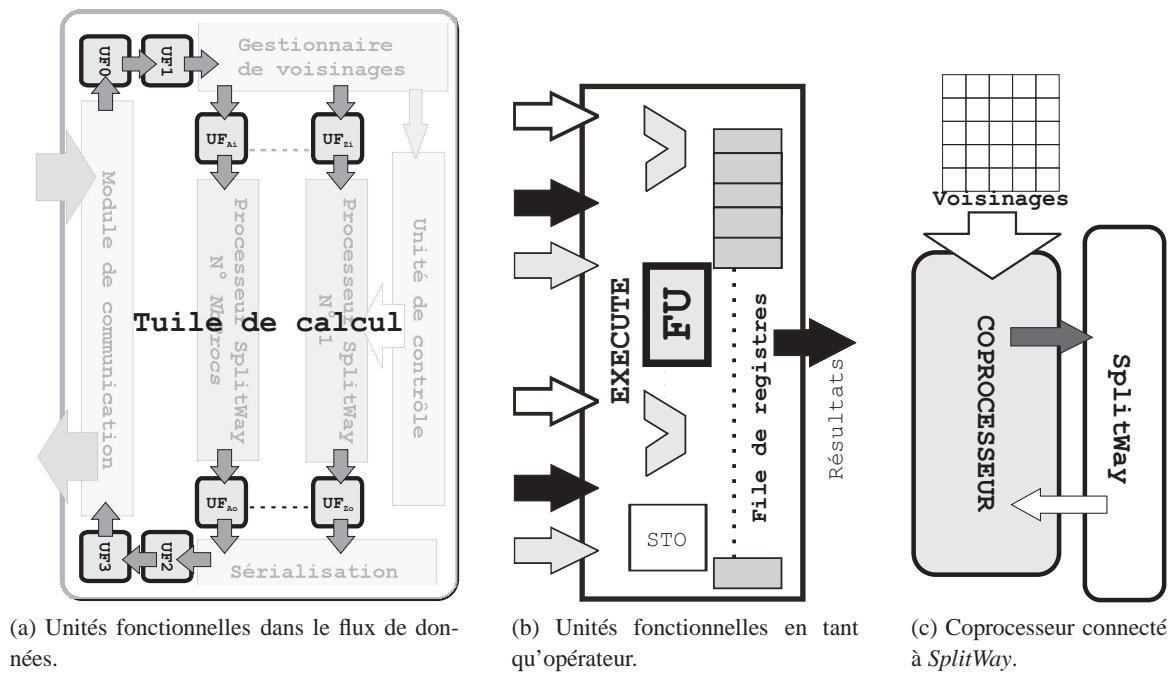 UF0
UF1
Gestionnaire
de voisinages
UFAi
UFZi
Module de communication
Processeur SplitWay
N° NbProcs
Processeur SplitWay
N° 1
Unité de contrôle
Tuile de calcul
UFAo
UFZo
UF3
UF2
Sérialisation
(a) Unités fonctionnelles dans le flux de don-
nées.
EXECUTE
FU
File de registres
STO
Résultats
(b) Unités fonctionnelles en tant
qu'opérateur.
Voisinages
COPROCESSEUR
SplitWay
(c) Coprocesseur connecté
à SplitWay.